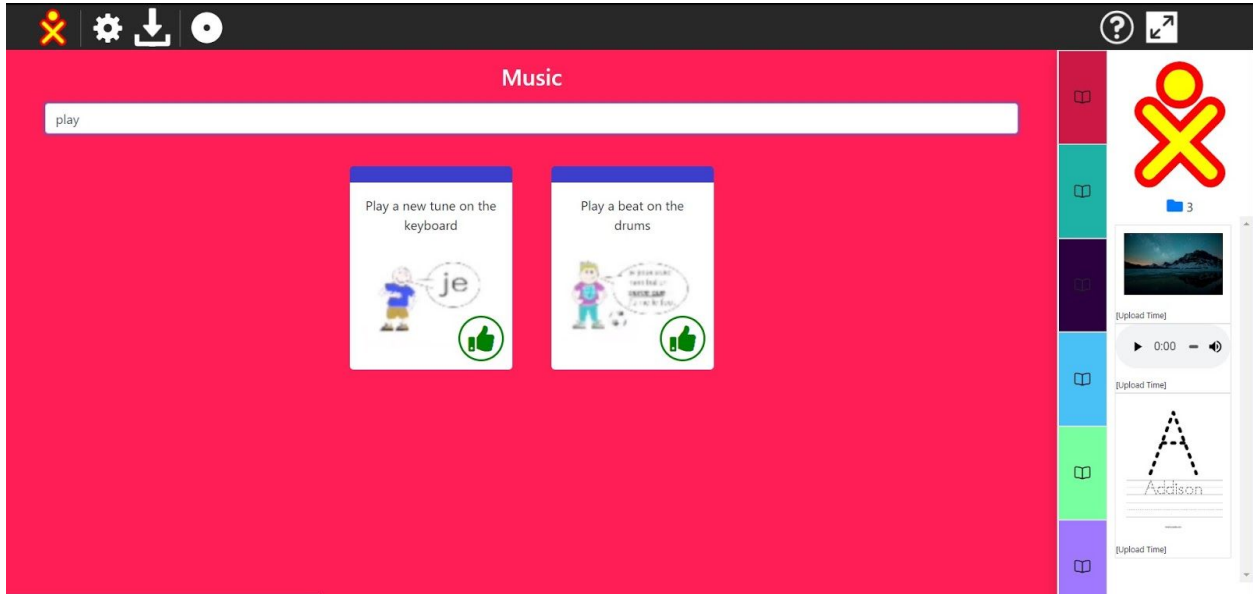 Music
play
Play a new tune on the
keyboard
Play a beat on the
drums
je
3
[Upload Time]
0:00
[Upload Time]
A
Addison
[Upload Time]